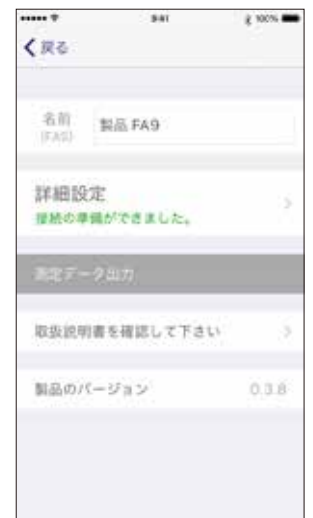 9:41
100%
戻る
名前
製品 FA9
(FA9)
詳細設定
接続の準備ができました。
測定データ出力
取扱説明書を確認して下さい
製品のバージョン
0.3.8